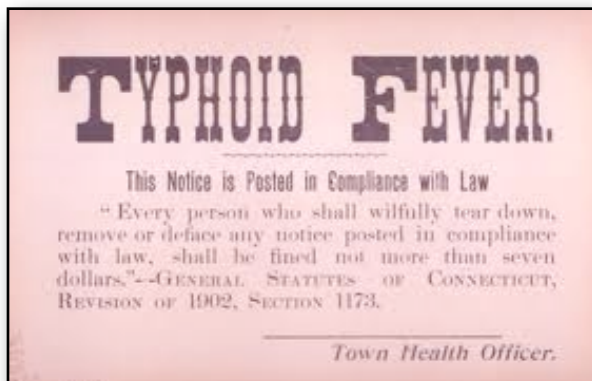 TYPHOID FEVER.
This Notice is Posted in Compliance with Law
“Every person who shall wilfully tear down,
remove or deface any notice posted in compliance
with law, shall be fined not more than seven
dollars.”--GENERAL STATUTES OF CONNECTICUT,
REVISION OF 1902, SECTION 1173.
Town Health Officer.